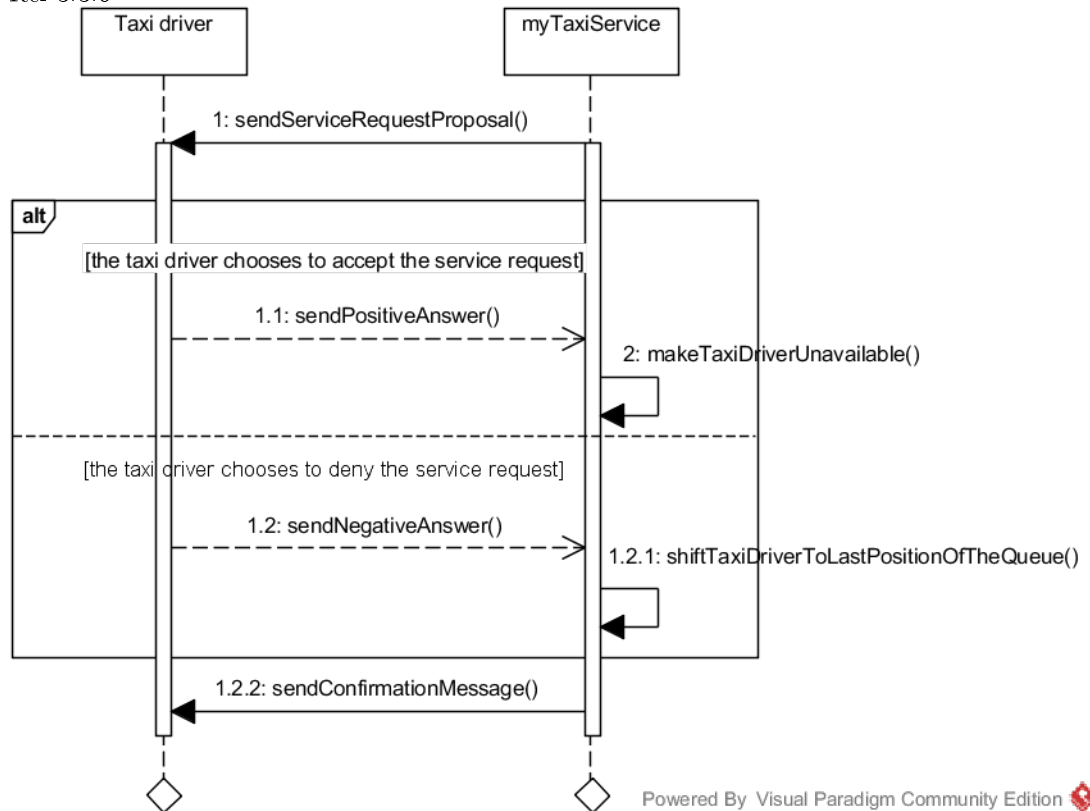 Taxi driver
myTaxiService
1: sendServiceRequestProposal()
alt
[the taxi driver chooses to accept the service request]
1.1: sendPositiveAnswer()
2: makeTaxiDriverUnavailable()
[the taxi driver chooses to deny the service request]
1.2: sendNegativeAnswer()
1.2.1: shiftTaxiDriverToLastPositionOfTheQueue()
1.2.2: sendConfirmationMessage()
Powered By Visual Paradigm Community Edition